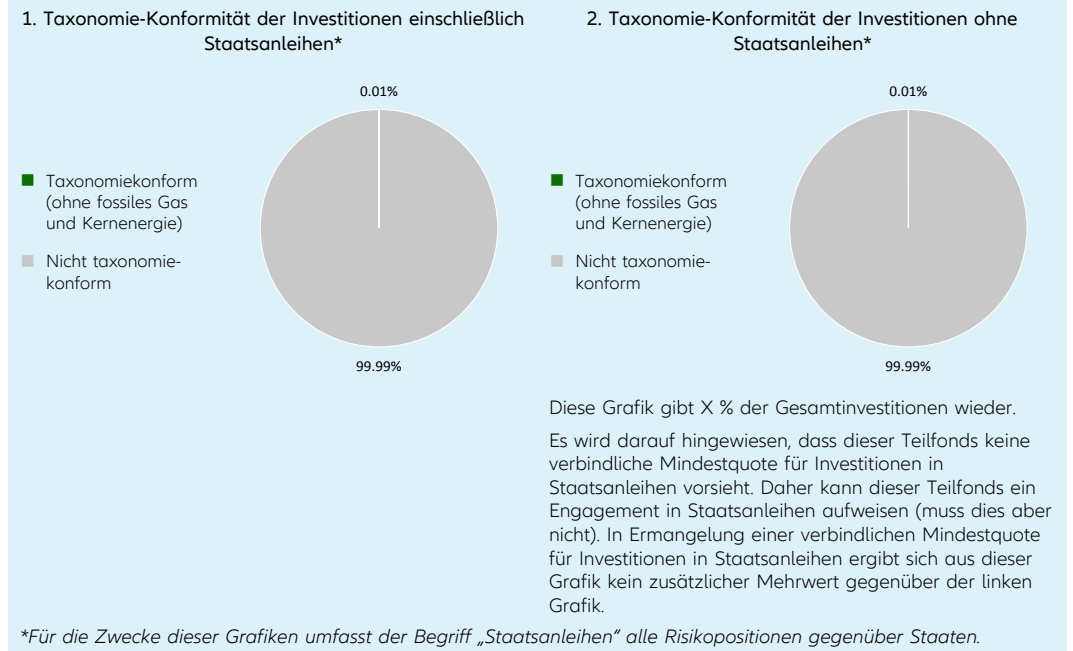 1. Taxonomie-Konformität der Investitionen einschließlich
Staatsanleihen*
0.01%
Taxonomiekonform
(ohne fossiles Gas
und Kernenergie)
Nicht taxonomie-
konform
99.99%
2. Taxonomie-Konformität der Investitionen ohne
Staatsanleihen*
0.01%
Taxonomiekonform
(ohne fossiles Gas
und Kernenergie)
Nicht taxonomie-
konform
99.99%
Diese Grafik gibt X % der Gesamtinvestitionen wieder.
Es wird darauf hingewiesen, dass dieser Teilfonds keine
verbindliche Mindestquote für Investitionen in
Staatsanleihen vorsieht. Daher kann dieser Teilfonds ein
Engagement in Staatsanleihen aufweisen (muss dies aber
nicht). In Ermangelung einer verbindlichen Mindestquote
für Investitionen in Staatsanleihen ergibt sich aus dieser
Grafik kein zusätzlicher Mehrwert gegenüber der linken
Grafik.
*Für die Zwecke dieser Grafiken umfasst der Begriff „Staatsanleihen" alle Risikopositionen gegenüber Staaten.